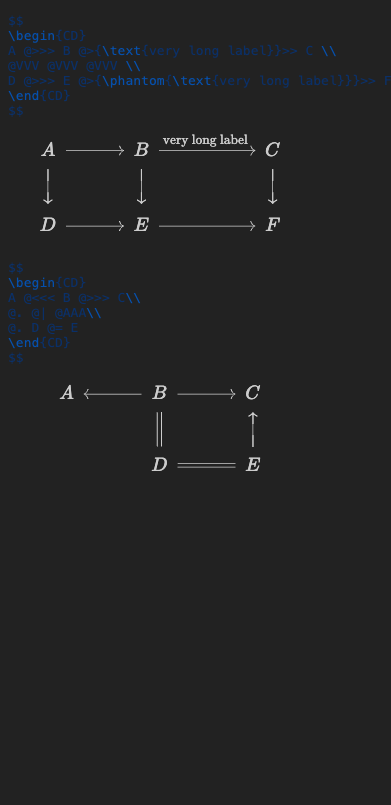 $$
\begin{CD}
A @>>> B @>{\text{very long label}}>> C \\
@VVV @VVV @VVV \\
D @>>> E @>{\phantom{\text{very long label}}}>> F
\end{CD}
$$
A B very long label C
D E F
$$
\begin{CD}
A @<<< B @>>> C\\
@. @| @AAA\\
@. D @= E
\end{CD}
$$
A B C
D E